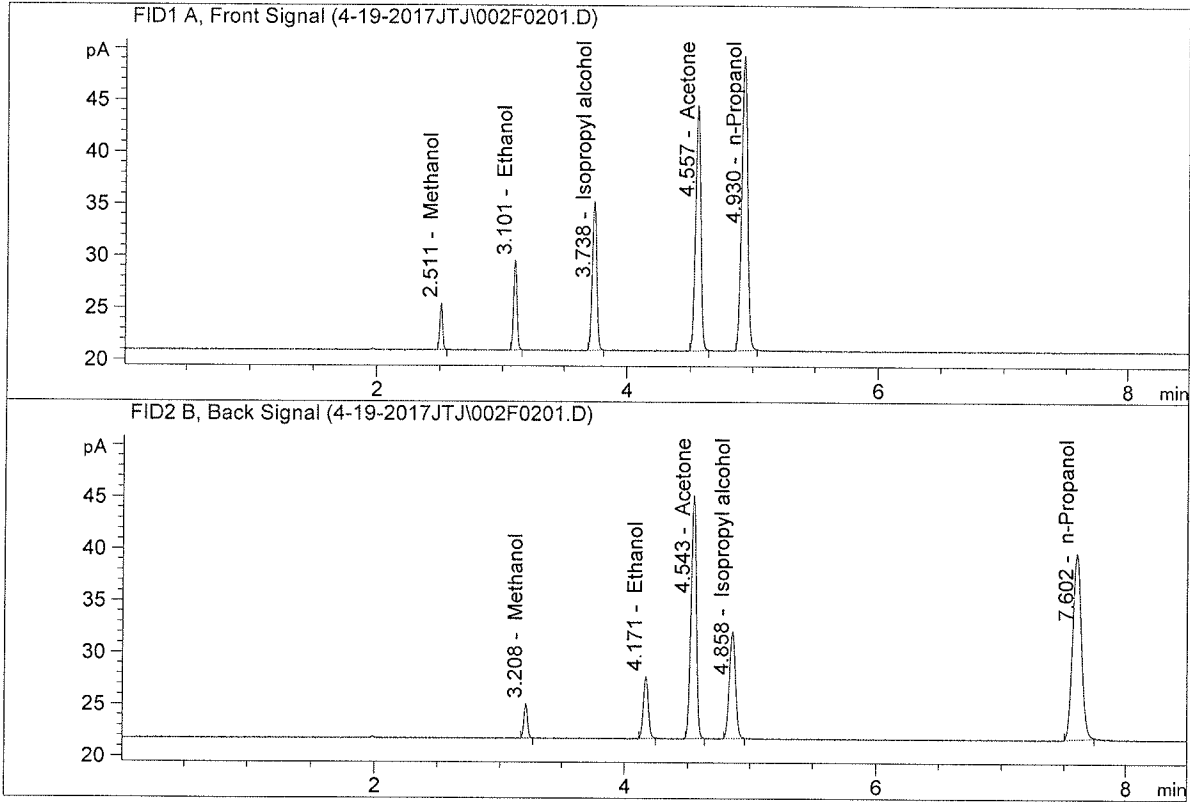 FID1 A, Front Signal (4-19-2017JTJ\002F0201.D)
pA
45
40
35
30
25
20
2.511 - Methanol
3.101 - Ethanol
3.738 - Isopropyl alcohol
4.557 - Acetone
4.930 - n-Propanol
2
4
6
8
min
FID2 B, Back Signal (4-19-2017JTJ\002F0201.D)
pA
45
40
35
30
25
20
3.208 - Methanol
4.171 - Ethanol
4.543 - Acetone
4.858 - Isopropyl alcohol
7.602 - n-Propanol
2
4
6
8
min